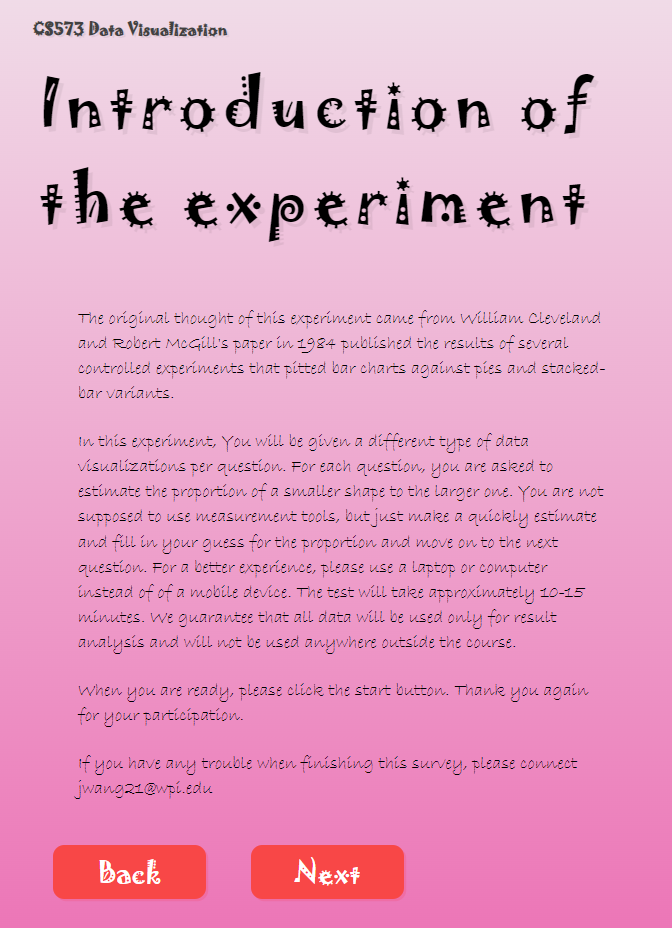 CS573 Data Visualization
Introduction of
the experiment
The original thought of this experiment came from William Cleveland
and Robert McGill's paper in 1984 published the results of several
controlled experiments that pitted bar charts against pies and stacked-
bar variants.
In this experiment, You will be given a different type of data
visualizations per question. For each question, you are asked to
estimate the proportion of a smaller shape to the larger one. You are not
supposed to use measurement tools, but just make a quickly estimate
and fill in your guess for the proportion and move on to the next
question. For a better experience, please use a laptop or computer
instead of of a mobile device. The test will take approximately 10-15
minutes. We guarantee that all data will be used only for result
analysis and will not be used anywhere outside the course.
When you are ready, please click the start button. Thank you again
for your participation.
If you have any trouble when finishing this survey, please connect
jwang21@wpi.edu
Back Next